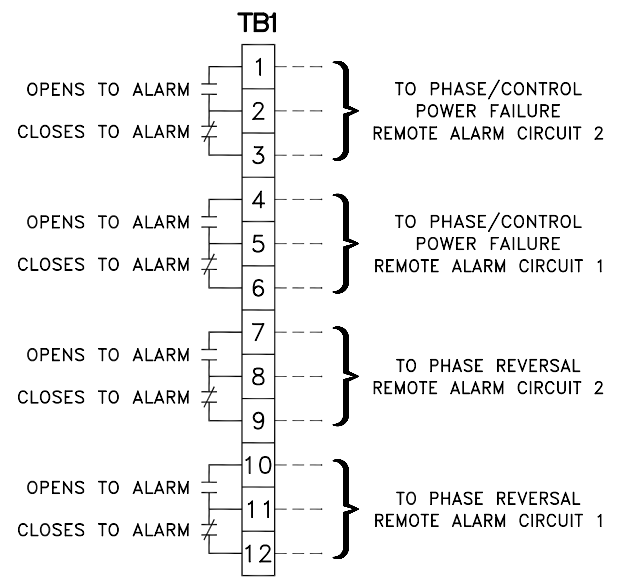 TB1
OPENS TO ALARM
CLOSES TO ALARM
1
2
3
TO PHASE/CONTROL
POWER FAILURE
REMOTE ALARM CIRCUIT 2
OPENS TO ALARM
CLOSES TO ALARM
4
5
6
TO PHASE/CONTROL
POWER FAILURE
REMOTE ALARM CIRCUIT 1
OPENS TO ALARM
CLOSES TO ALARM
7
8
9
TO PHASE REVERSAL
REMOTE ALARM CIRCUIT 2
OPENS TO ALARM
CLOSES TO ALARM
10
11
12
TO PHASE REVERSAL
REMOTE ALARM CIRCUIT 1